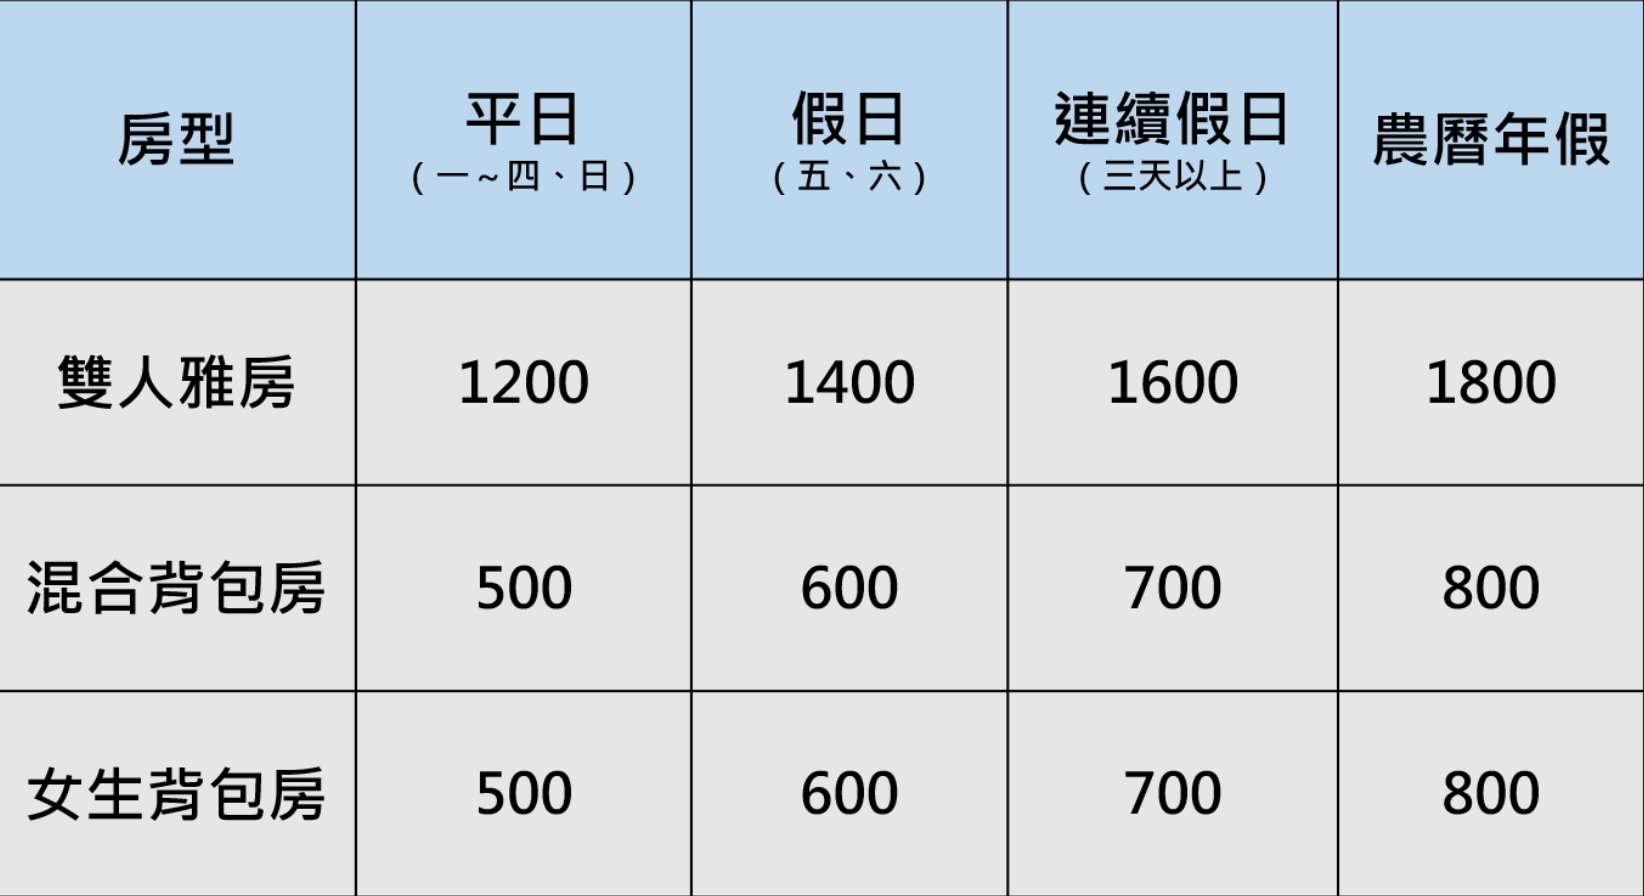 房型
平日
(一~四、日)
假日
(五、六)
連續假日
(三天以上)
農曆年假
雙人雅房
1200
1400
1600
1800
混合背包房
500
600
700
800
女生背包房
500
600
700
800